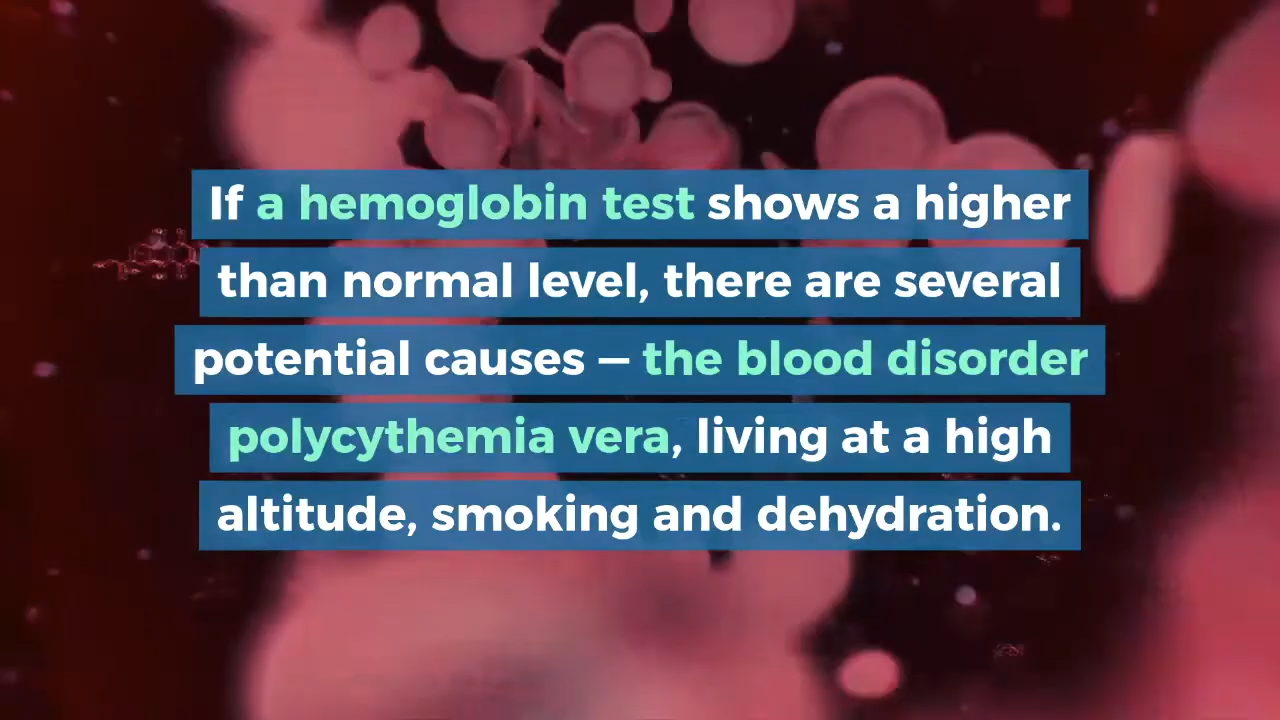 If a hemoglobin test shows a higher
than normal level, there are several
potential causes — the blood disorder
polycythemia vera, living at a high
altitude, smoking and dehydration.